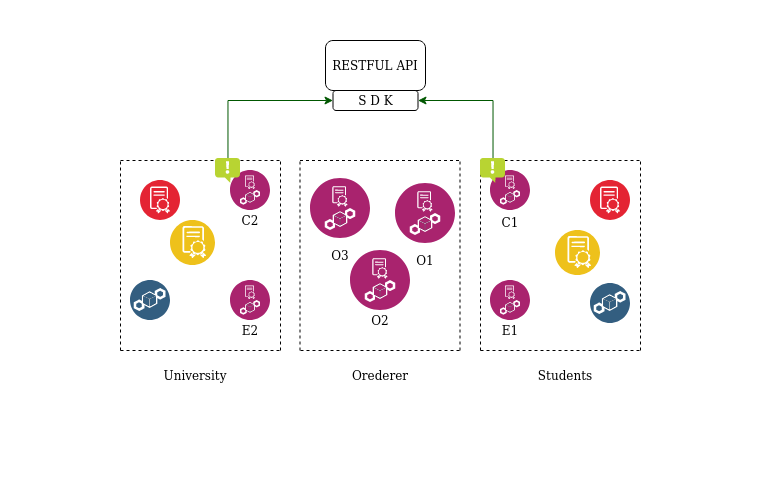 RESTFUL API
S D K
!
!
C2
E2
O3
O1
O2
C1
E1
University
Orederer
Students